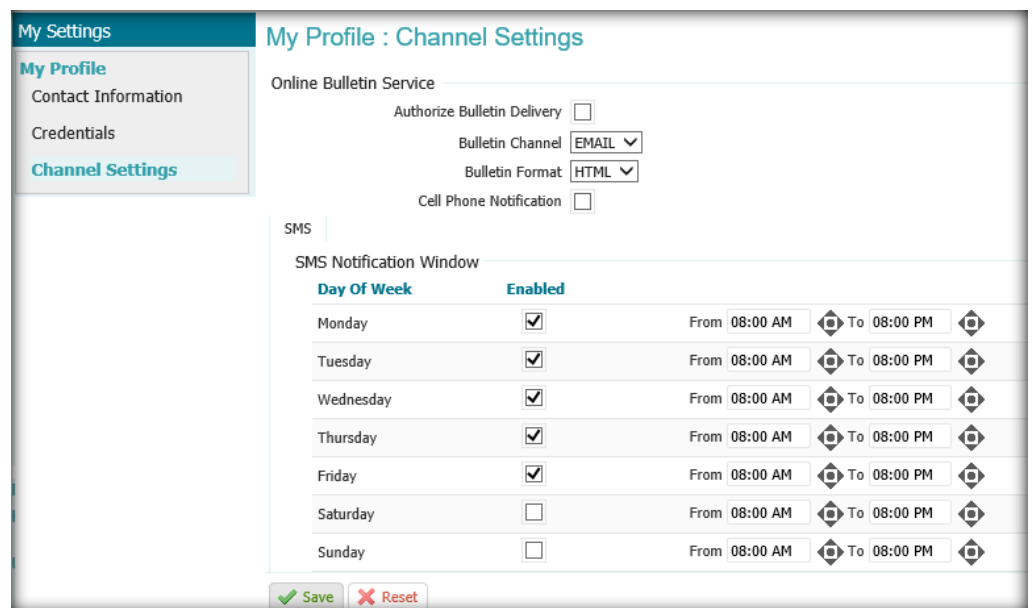 My Settings
My Profile
Contact Information
Credentials
Channel Settings
My Profile : Channel Settings
Online Bulletin Service
Authorize Bulletin Delivery
Bulletin Channel EMAIL
Bulletin Format HTML
Cell Phone Notification
SMS
SMS Notification Window
Day Of Week Enabled
Monday From 08:00 AM To 08:00 PM
Tuesday From 08:00 AM To 08:00 PM
Wednesday From 08:00 AM To 08:00 PM
Thursday From 08:00 AM To 08:00 PM
Friday From 08:00 AM To 08:00 PM
Saturday From 08:00 AM To 08:00 PM
Sunday From 08:00 AM To 08:00 PM
Save Reset